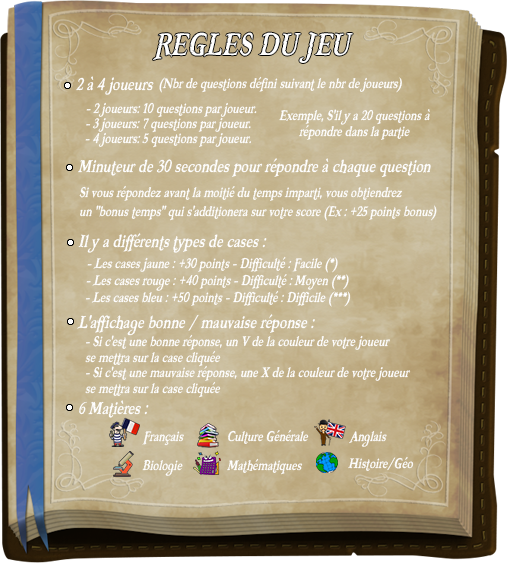 REGLES DU JEU
2 à 4 joueurs (Nbr de questions défini suivant le nbr de joueurs)
- 2 joueurs: 10 questions par joueur.
- 3 joueurs: 7 questions par joueur.
- 4 joueurs: 5 questions par joueur.
Exemple, S'il y a 20 questions à
répondre dans la partie
Minuteur de 30 secondes pour répondre à chaque question
Si vous répondez avant la moitié du temps imparti, vous obtiendrez
un "bonus temps" qui s'additionera sur votre score (Ex : +25 points bonus)
Il y a différents types de cases :
- Les cases jaune : +30 points - Difficulté : Facile (*)
- Les cases rouge : +40 points - Difficulté : Moyen (**)
- Les cases bleu : +50 points - Difficulté : Difficile (***)
L'affichage bonne / mauvaise réponse :
- Si c'est une bonne réponse, un V de la couleur de votre joueur
se mettra sur la case cliquée
- Si c'est une mauvaise réponse, une X de la couleur de votre joueur
se mettra sur la case cliquée
6 Matières :
Français Culture Générale Anglais
Biologie Mathématiques Histoire/Géo